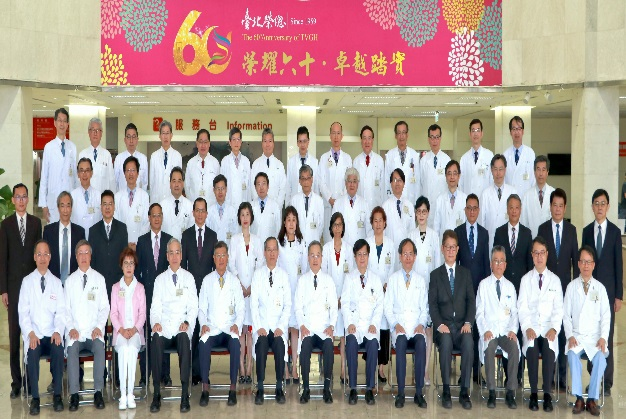 臺北榮總 Since 1959
60
The 60th Anniversary of TVGH
榮耀六十・卓越踏實
服務台 Information